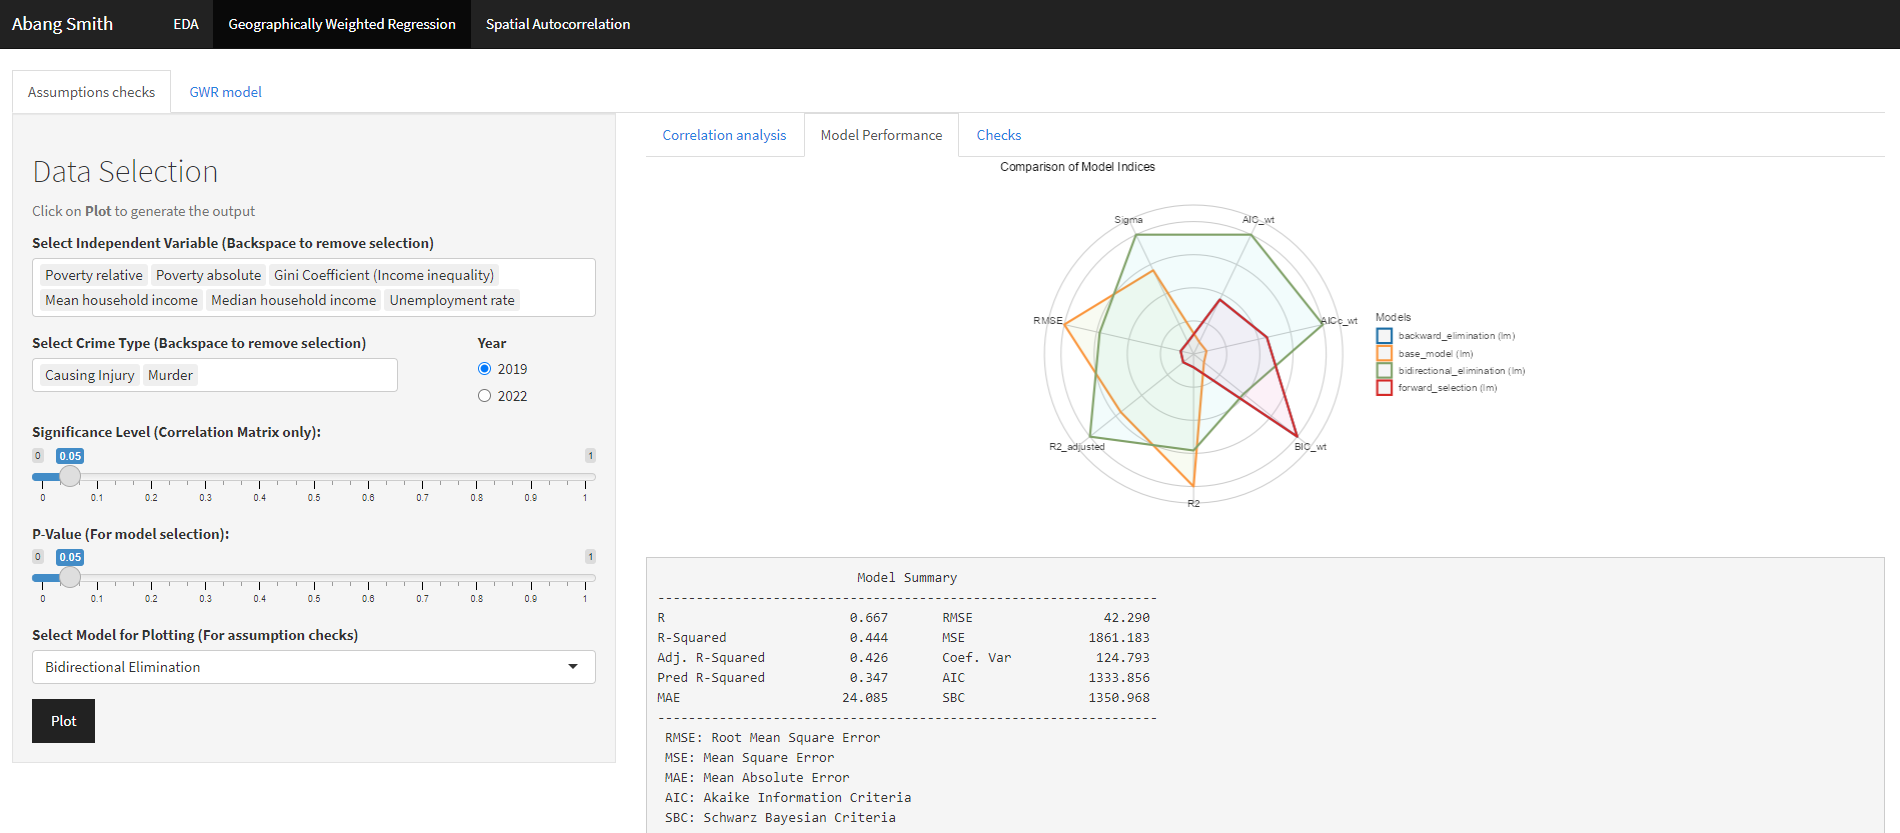 Abang Smith EDA Geographically Weighted Regression Spatial Autocorrelation
Assumptions checks GWR model
Data Selection
Click on Plot to generate the output
Select Independent Variable (Backspace to remove selection)
Poverty relative Poverty absolute Gini Coefficient (Income inequality)
Mean household income Median household income Unemployment rate
Select Crime Type (Backspace to remove selection)
Causing Injury Murder
Year
2019
2022
Significance Level (Correlation Matrix only):
0 0.05 1
0 0.1 0.2 0.3 0.4 0.5 0.6 0.7 0.8 0.9 1
P-Value (For model selection):
0 0.05 1
0 0.1 0.2 0.3 0.4 0.5 0.6 0.7 0.8 0.9 1
Select Model for Plotting (For assumption checks)
Bidirectional Elimination
Plot
Correlation analysis Model Performance Checks
Comparison of Model Indices
Sigma AIC_wt
RMSE AICc_wt
R2_adjusted BIC_wt
R2
Models
backward_elimination (lm)
base_model (lm)
bidirectional_elimination (lm)
forward_selection (lm)
Model Summary
-----------------------------------------------------------------
R 0.667 RMSE 42.290
R-Squared 0.444 MSE 1861.183
Adj. R-Squared 0.426 Coef. Var 124.793
Pred R-Squared 0.347 AIC 1333.856
MAE 24.085 SBC 1350.968
-----------------------------------------------------------------
RMSE: Root Mean Square Error
MSE: Mean Square Error
MAE: Mean Absolute Error
AIC: Akaike Information Criteria
SBC: Schwarz Bayesian Criteria